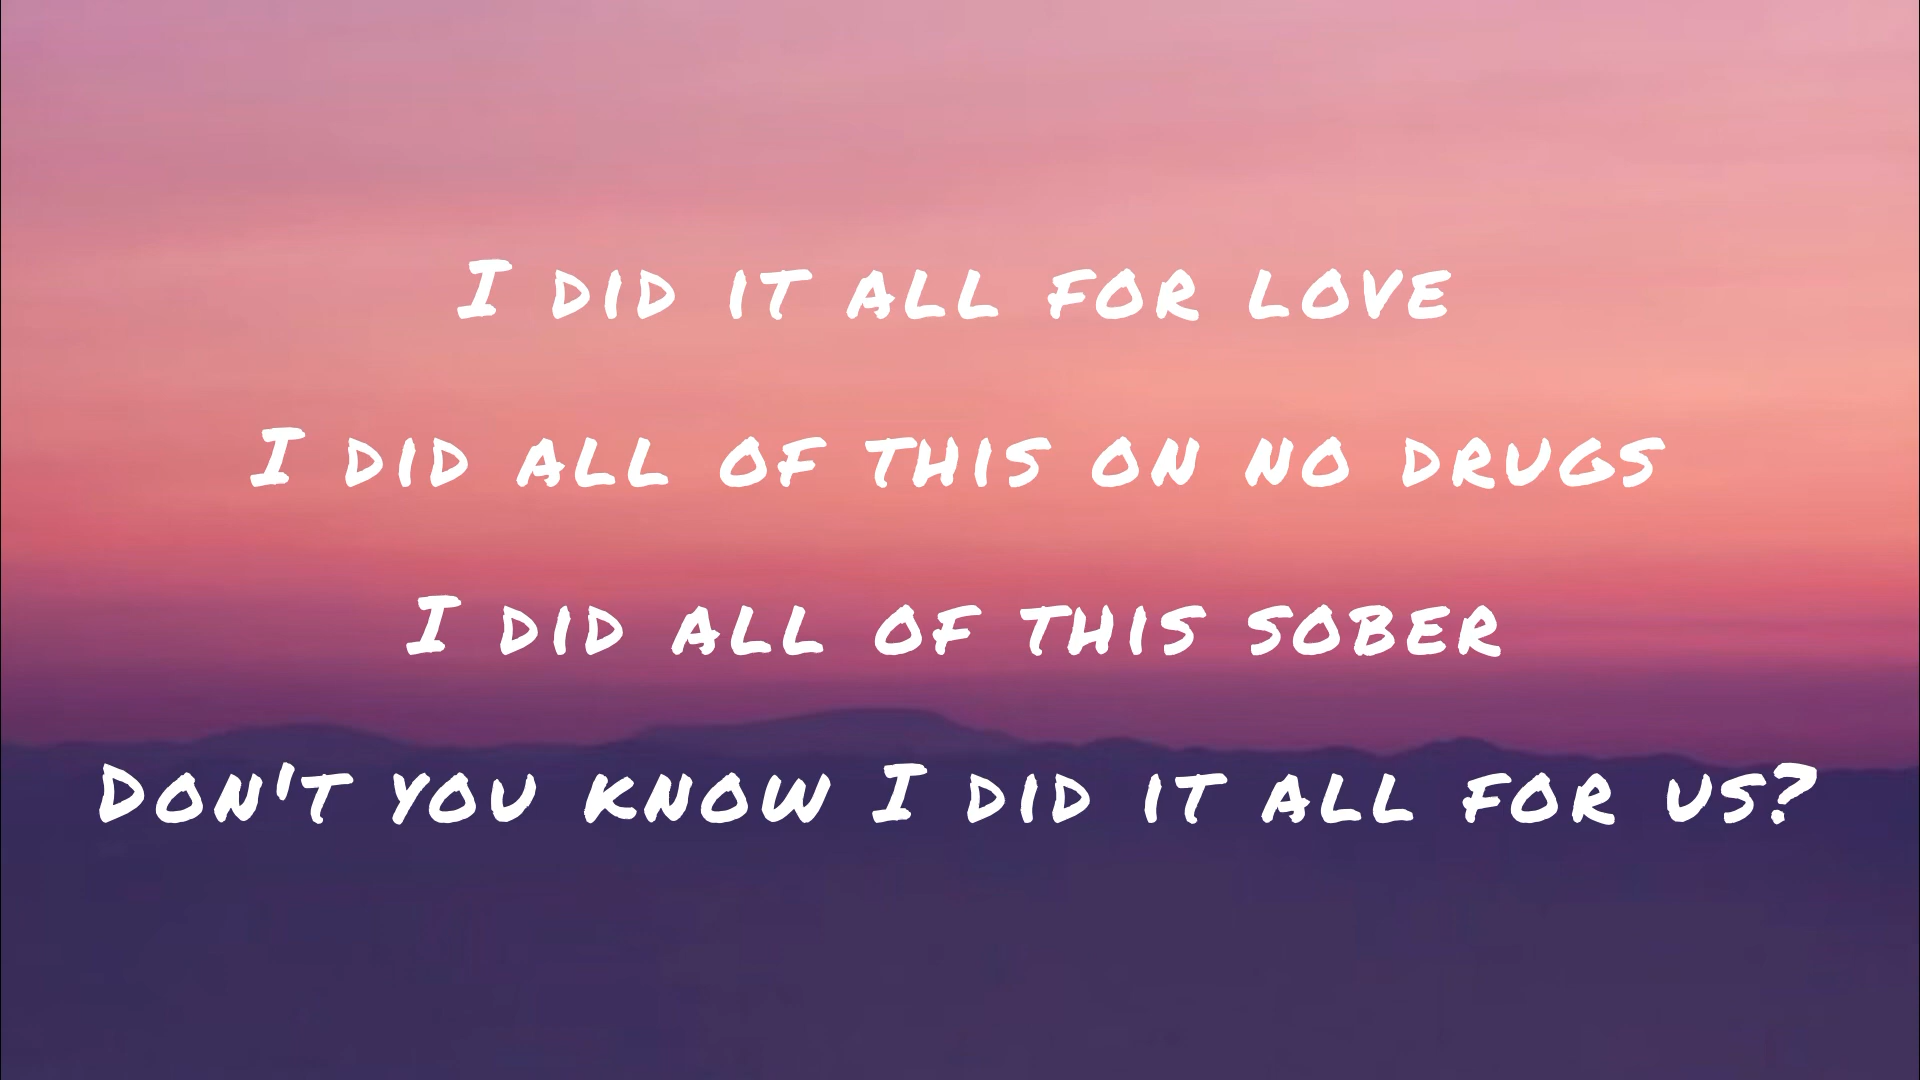 I did it all for love
I did all of this on no drugs
I did all of this sober
Don't you know I did it all for us?